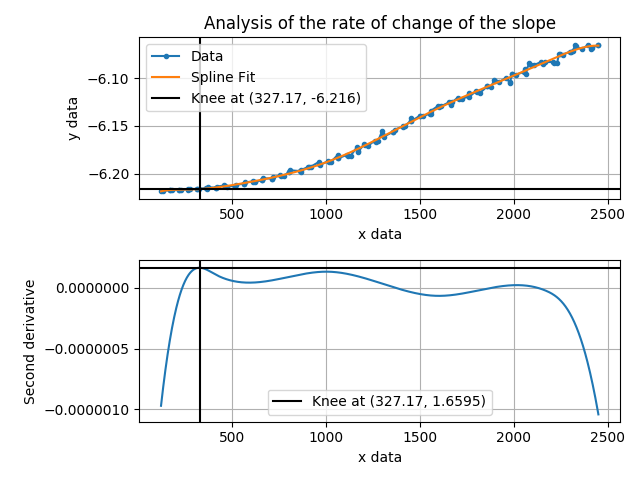 Analysis of the rate of change of the slope
Data
Spline Fit
Knee at (327.17, -6.216)
−6.10
−6.15
−6.20
y data
500
1000
1500
2000
2500
x data
0.0000000
−0.0000005
−0.0000010
Second derivative
Knee at (327.17, 1.6595)
500
1000
1500
2000
2500
x data